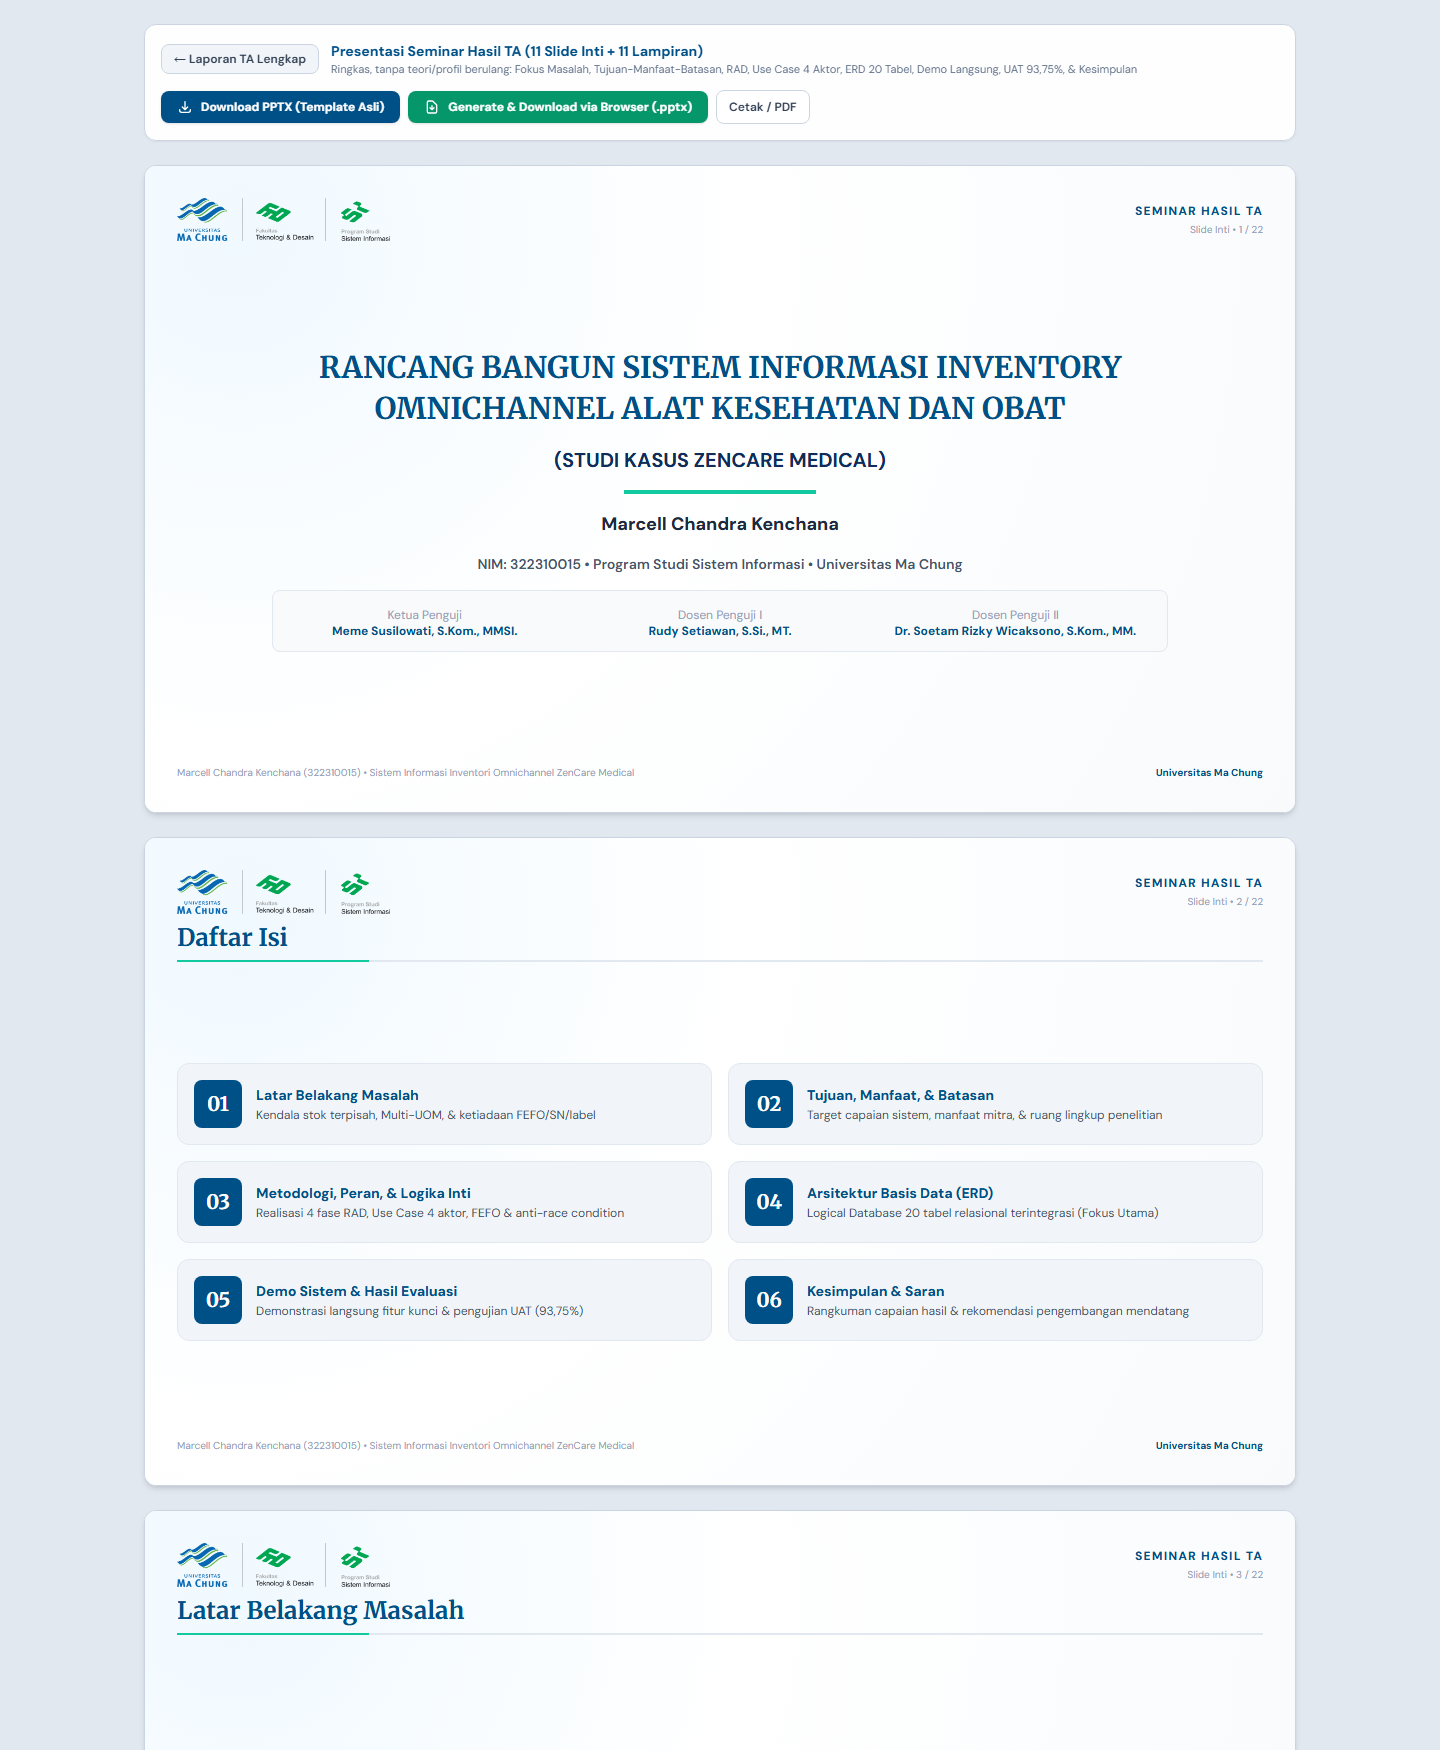 ← Laporan TA Lengkap
Presentasi Seminar Hasil TA (11 Slide Inti + 11 Lampiran)
Ringkas, tanpa teori/profil berulang: Fokus Masalah, Tujuan-Manfaat-Batasan, RAD, Use Case 4 Aktor, ERD 20 Tabel, Demo Langsung, UAT 93,75%, & Kesimpulan
Download PPTX (Template Asli)
Generate & Download via Browser (.pptx)
Cetak / PDF
UNIVERSITAS
MA CHUNG
Fakultas
Teknologi & Desain
Program Studi
Sistem Informasi
SEMINAR HASIL TA
Slide Inti • 1 / 22
RANCANG BANGUN SISTEM INFORMASI INVENTORY
OMNICHANNEL ALAT KESEHATAN DAN OBAT
(STUDI KASUS ZENCARE MEDICAL)
Marcell Chandra Kenchana
NIM: 322310015 • Program Studi Sistem Informasi • Universitas Ma Chung
Ketua Penguji
Meme Susilowati, S.Kom., MMSI.
Dosen Penguji I
Rudy Setiawan, S.Si., MT.
Dosen Penguji II
Dr. Soetam Rizky Wicaksono, S.Kom., MM.
Marcell Chandra Kenchana (322310015) • Sistem Informasi Inventori Omnichannel ZenCare Medical
Universitas Ma Chung
UNIVERSITAS
MA CHUNG
Fakultas
Teknologi & Desain
Program Studi
Sistem Informasi
SEMINAR HASIL TA
Slide Inti • 2 / 22
Daftar Isi
01
Latar Belakang Masalah
Kendala stok terpisah, Multi-UOM, & ketiadaan FEFO/SN/label
02
Tujuan, Manfaat, & Batasan
Target capaian sistem, manfaat mitra, & ruang lingkup penelitian
03
Metodologi, Peran, & Logika Inti
Realisasi 4 fase RAD, Use Case 4 aktor, FEFO & anti-race condition
04
Arsitektur Basis Data (ERD)
Logical Database 20 tabel relasional terintegrasi (Fokus Utama)
05
Demo Sistem & Hasil Evaluasi
Demonstrasi langsung fitur kunci & pengujian UAT (93,75%)
06
Kesimpulan & Saran
Rangkuman capaian hasil & rekomendasi pengembangan mendatang
Marcell Chandra Kenchana (322310015) • Sistem Informasi Inventori Omnichannel ZenCare Medical
Universitas Ma Chung
UNIVERSITAS
MA CHUNG
Fakultas
Teknologi & Desain
Program Studi
Sistem Informasi
SEMINAR HASIL TA
Slide Inti • 3 / 22
Latar Belakang Masalah